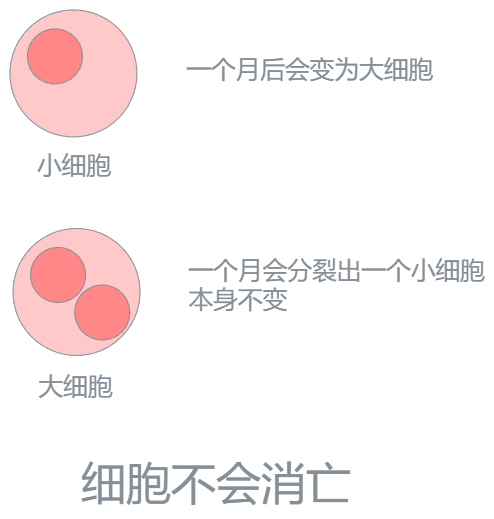 一个月后会变为大细胞
小细胞
一个月会分裂出一个小细胞
本身不变
大细胞
细胞不会消亡